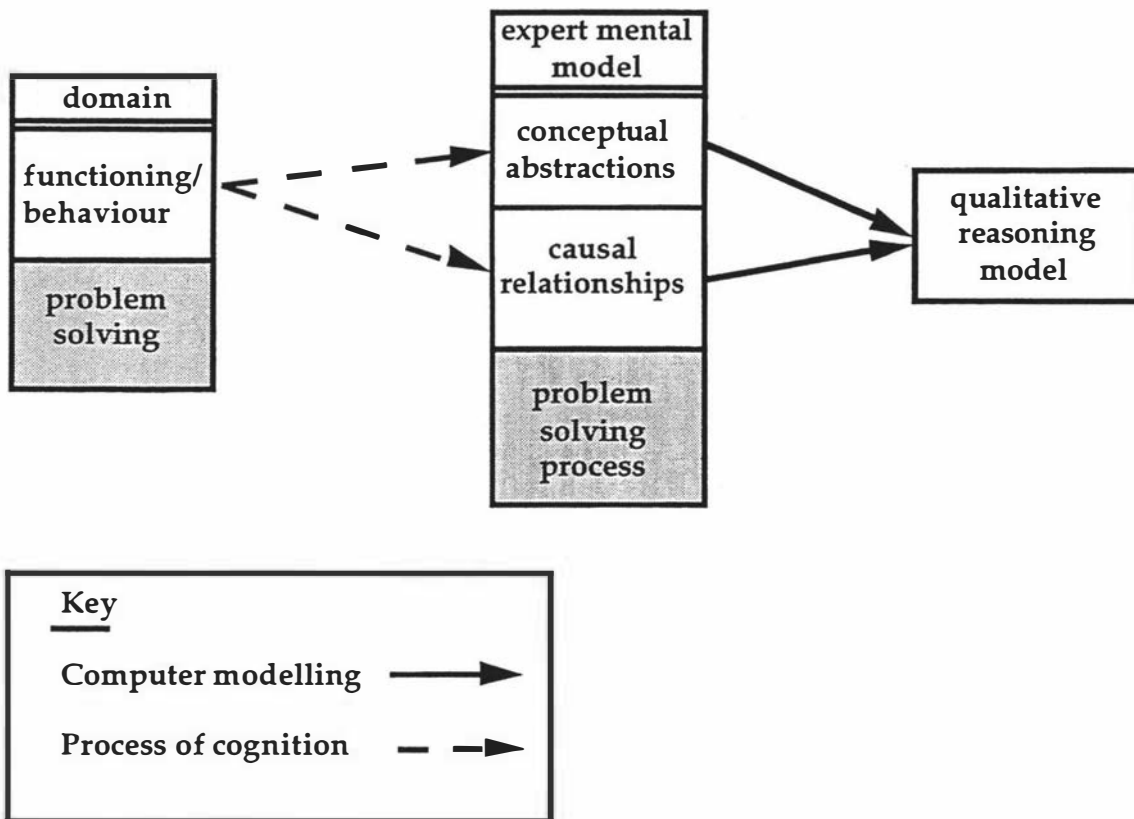 domain
functioning/
behaviour
problem
solving
expert mental
model
conceptual
abstractions
causal
relationships
problem
solving
process
qualitative
reasoning
model
Key
Computer modelling
Process of cognition